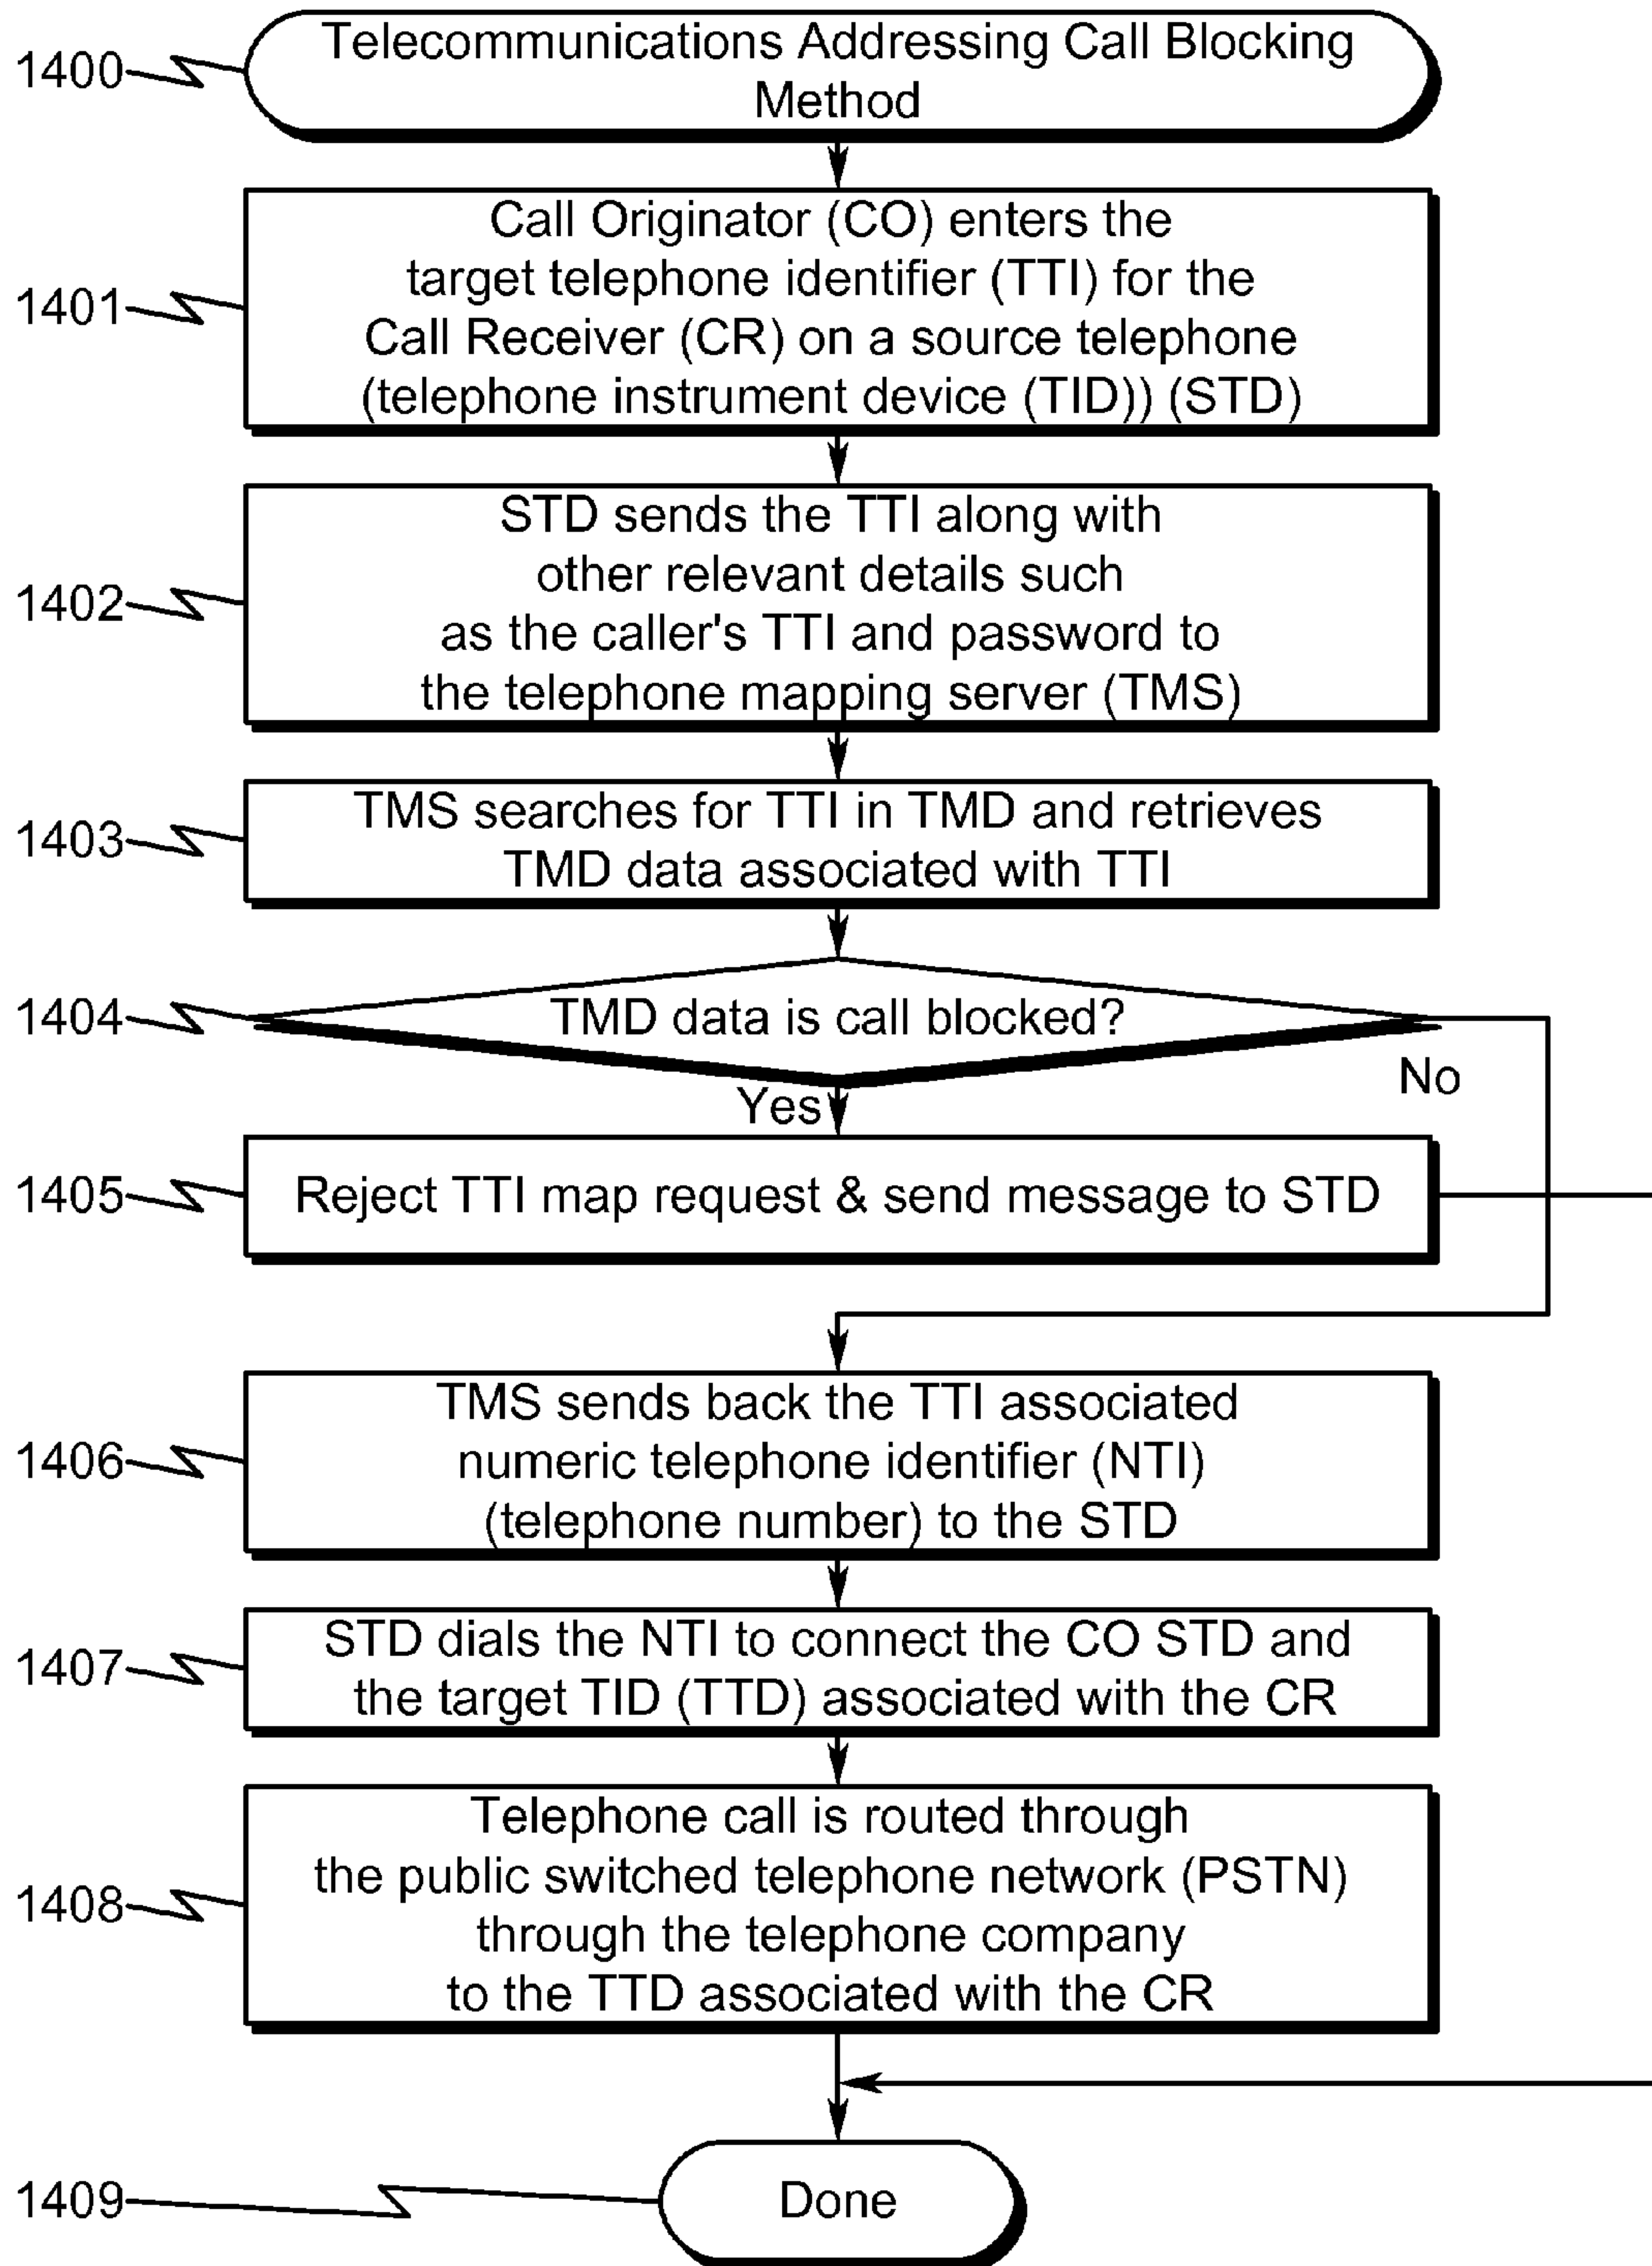 1400
Telecommunications Addressing Call Blocking
Method
1401
Call Originator (CO) enters the
target telephone identifier (TTI) for the
Call Receiver (CR) on a source telephone
(telephone instrument device (TID)) (STD)
1402
STD sends the TTI along with
other relevant details such
as the caller's TTI and password to
the telephone mapping server (TMS)
1403
TMS searches for TTI in TMD and retrieves
TMD data associated with TTI
1404
TMD data is call blocked?
No
Yes
1405
Reject TTI map request & send message to STD
1406
TMS sends back the TTI associated
numeric telephone identifier (NTI)
(telephone number) to the STD
1407
STD dials the NTI to connect the CO STD and
the target TID (TTD) associated with the CR
1408
Telephone call is routed through
the public switched telephone network (PSTN)
through the telephone company
to the TTD associated with the CR
1409
Done